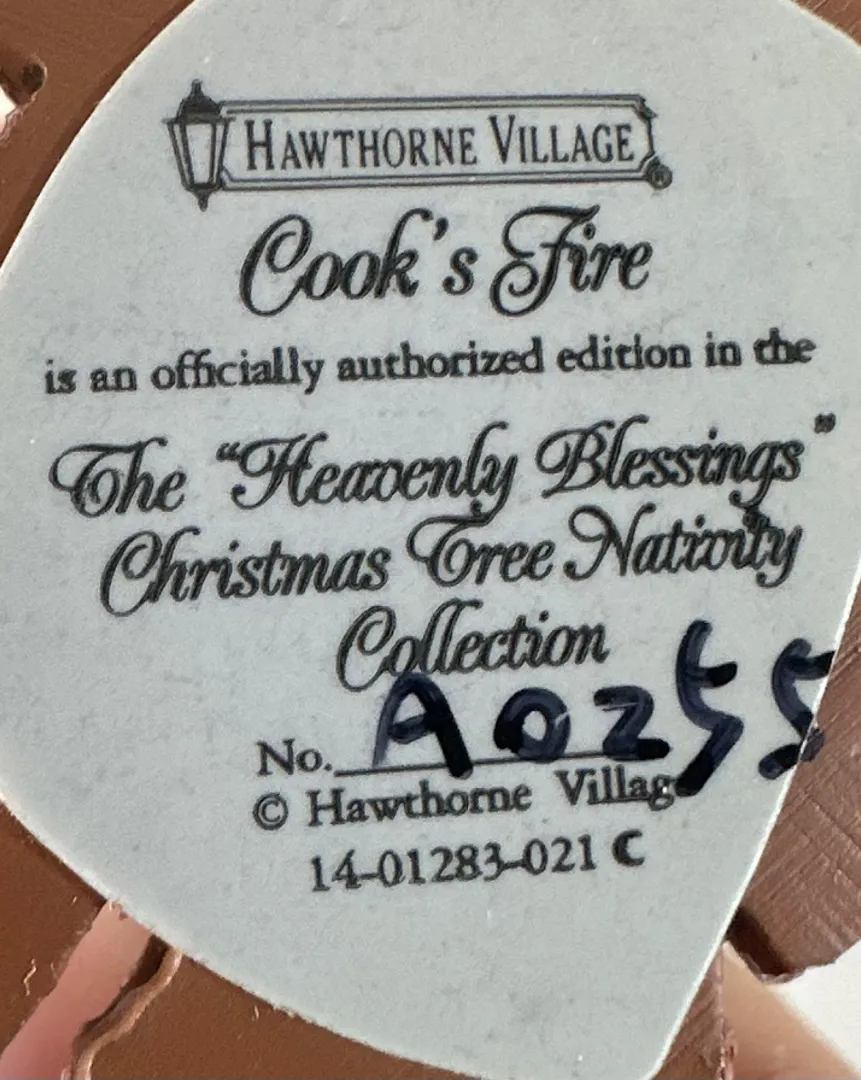 HAWTHORNE VILLAGE ®
Cook's Fire
is an officially authorized edition in the
The "Heavenly Blessings"
Christmas Tree Nativity
Collection
No. A0255
© Hawthorne Village
14-01283-021 C